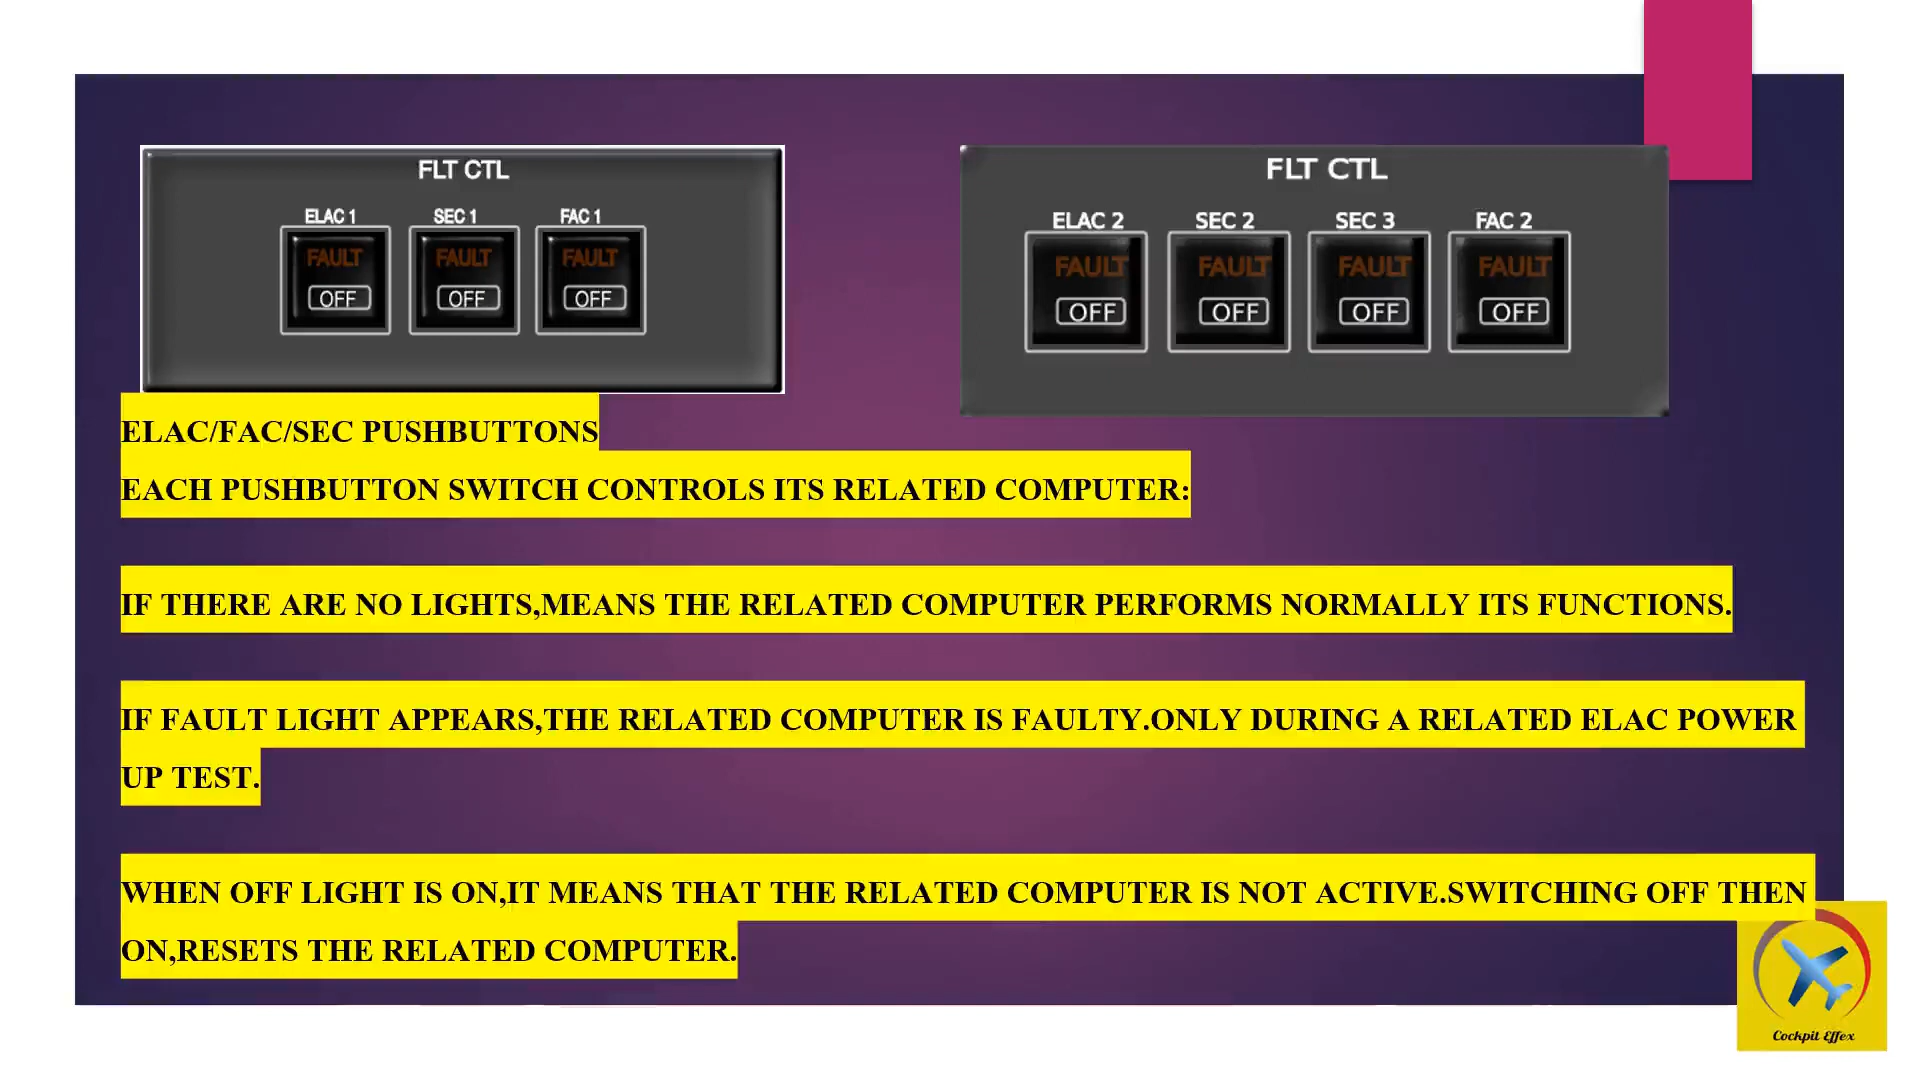 FLT CTL
ELAC 1 SEC 1 FAC 1
FAULT FAULT FAULT
OFF OFF OFF
FLT CTL
ELAC 2 SEC 2 SEC 3 FAC 2
FAULT FAULT FAULT FAULT
OFF OFF OFF OFF
ELAC/FAC/SEC PUSHBUTTONS
EACH PUSHBUTTON SWITCH CONTROLS ITS RELATED COMPUTER:
IF THERE ARE NO LIGHTS,MEANS THE RELATED COMPUTER PERFORMS NORMALLY ITS FUNCTIONS.
IF FAULT LIGHT APPEARS,THE RELATED COMPUTER IS FAULTY.ONLY DURING A RELATED ELAC POWER
UP TEST.
WHEN OFF LIGHT IS ON,IT MEANS THAT THE RELATED COMPUTER IS NOT ACTIVE.SWITCHING OFF THEN
ON,RESETS THE RELATED COMPUTER.
Cockpit Effex